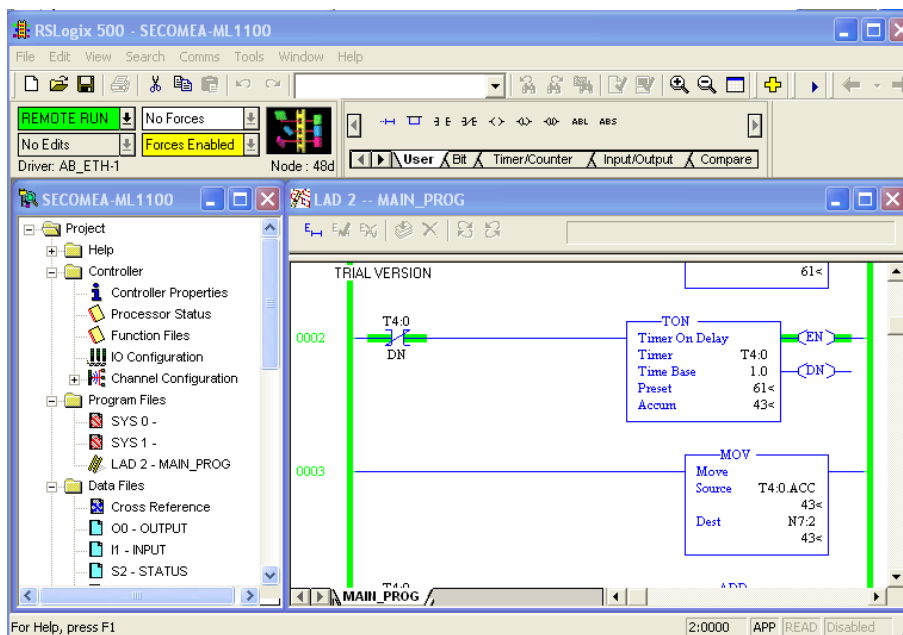 RSLogix 500 - SECOMEA-ML1100
File Edit View Search Comms Tools Window Help
REMOTE RUN No Forces
No Edits Forces Enabled
Driver: AB_ETH-1 Node : 48d
ABL ABS
User Bit Timer/Counter Input/Output Compare
SECOMEA-ML1100
Project
Help
Controller
Controller Properties
Processor Status
Function Files
IO Configuration
Channel Configuration
Program Files
SYS 0 -
SYS 1 -
LAD 2 - MAIN_PROG
Data Files
Cross Reference
O0 - OUTPUT
I1 - INPUT
S2 - STATUS
LAD 2 -- MAIN_PROG
TRIAL VERSION
61<
0002
T4:0
DN
TON
Timer On Delay
Timer T4:0
Time Base 1.0
Preset 61<
Accum 43<
EN
DN
0003
MOV
Move
Source T4:0.ACC
43<
Dest N7:2
43<
T4:0
ADD
MAIN_PROG
For Help, press F1
2:0000 APP READ Disabled